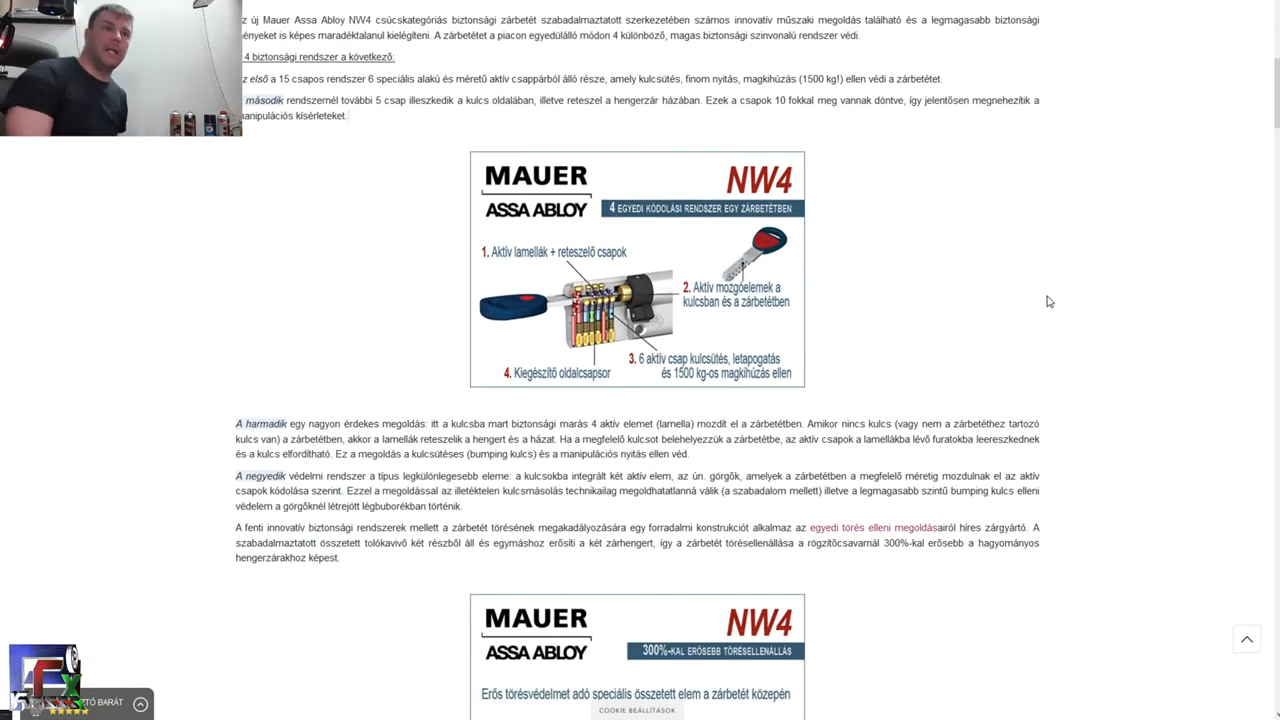 z új Mauer Assa Abloy NW4 csúcskategóriás biztonsági zárbetét szabadalmaztatott szerkezetében számos innovatív műszaki megoldás található és a legmagasabb biztonsági
ényeket is képes maradéktalanul kielégíteni. A zárbetétet a piacon egyedülálló módon 4 különböző, magas biztonsági szinvonalú rendszer védi.
4 biztonsági rendszer a következő:
z első a 15 csapos rendszer 6 speciális alakú és méretű aktív csappárból álló része, amely kulcsütés, finom nyitás, magkihúzás (1500 kg!) ellen védi a zárbetétet.
második rendszernél további 5 csap illeszkedik a kulcs oldalában, illetve reteszel a hengerzár házában. Ezek a csapok 10 fokkal meg vannak döntve, így jelentősen megnehezítik a
manipulációs kísérleteket.
MAUER
NW4
ASSA ABLOY
4 EGYEDI KÓDOLÁSI RENDSZER EGY ZÁRBETÉTBEN
1. Aktív lamellák + reteszelő csapok
2. Aktív mozgóelemek a
kulcsban és a zárbetétben
3. 6 aktív csap kulcsütés, letapogatás
és 1500 kg-os magkihúzás ellen
4. Kiegészítő oldalcsapsor
A harmadik egy nagyon érdekes megoldás: itt a kulcsba mart biztonsági marás 4 aktív elemet (lamella) mozdít el a zárbetétben. Amikor nincs kulcs (vagy nem a zárbetéthez tartozó
kulcs van) a zárbetétben, akkor a lamellák reteszelik a hengert és a házat. Ha a megfelelő kulcsot belehelyezzük a zárbetétbe, az aktív csapok a lamellákba lévő furatokba leereszkednek
és a kulcs elfordítható. Ez a megoldás a kulcsütéses (bumping kulcs) és a manipulációs nyitás ellen véd.
A negyedik védelmi rendszer a típus legkülönlegesebb eleme: a kulcsokba integrált két aktív elem, az ún. görgők, amelyek a zárbetétben a megfelelő méretig mozdulnak el az aktív
csapok kódolása szerint. Ezzel a megoldással az illetéktelen kulcsmásolás technikailag megoldhatatlanná válik (a szabadalom mellett) illetve a legmagasabb szintű bumping kulcs elleni
védelem a görgőknél létrejött légbuborékban történik.
A fenti innovatív biztonsági rendszerek mellett a zárbetét törésének megakadályozására egy forradalmi konstrukciót alkalmaz az egyedi törés elleni megoldásairól híres zárgyártó. A
szabadalmaztatott összetett tolókavivő két részből áll és egymáshoz erősíti a két zárhengert, így a zárbetét törésellenállása a rögzítőcsavarnál 300%-kal erősebb a hagyományos
hengerzárakhoz képest.
MAUER
NW4
ASSA ABLOY
300%-KAL ERŐSEBB TÖRÉSELLENÁLLÁS
Erős törésvédelmet adó speciális összetett elem a zárbetét közepén
COOKIE BEÁLLÍTÁSOK
TÓ BARÁT